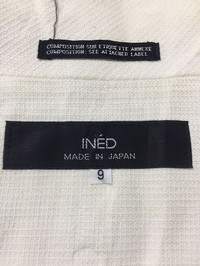 COMPOSITION SUR ETIQUETTE ANNEXE
COMPOSITION: SEE ATTACHED LABEL
INÉD
MADE IN JAPAN
9